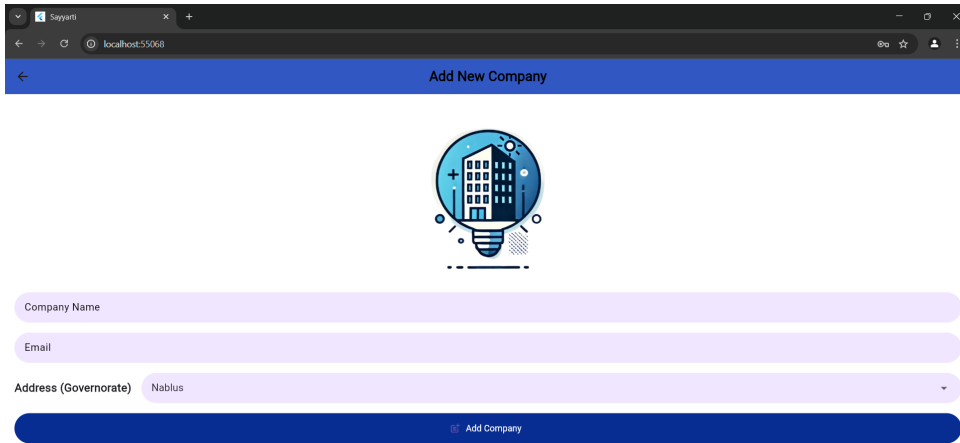 Sayyarti
localhost:55068
Add New Company
Company Name
Email
Address (Governorate) Nablus
Add Company